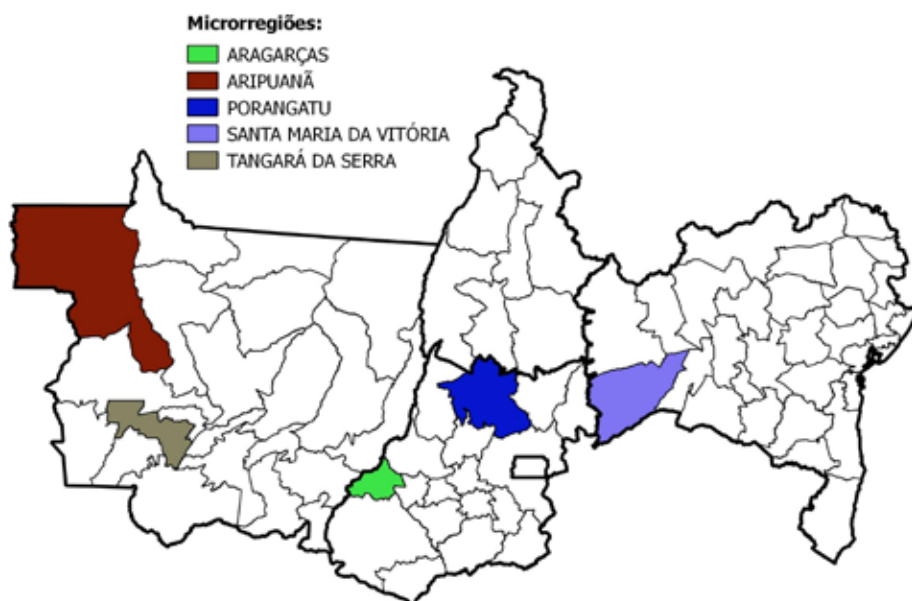 Microrregiões:
ARAGARÇAS
ARIPUANÃ
PORANGATU
SANTA MARIA DA VITÓRIA
TANGARÁ DA SERRA